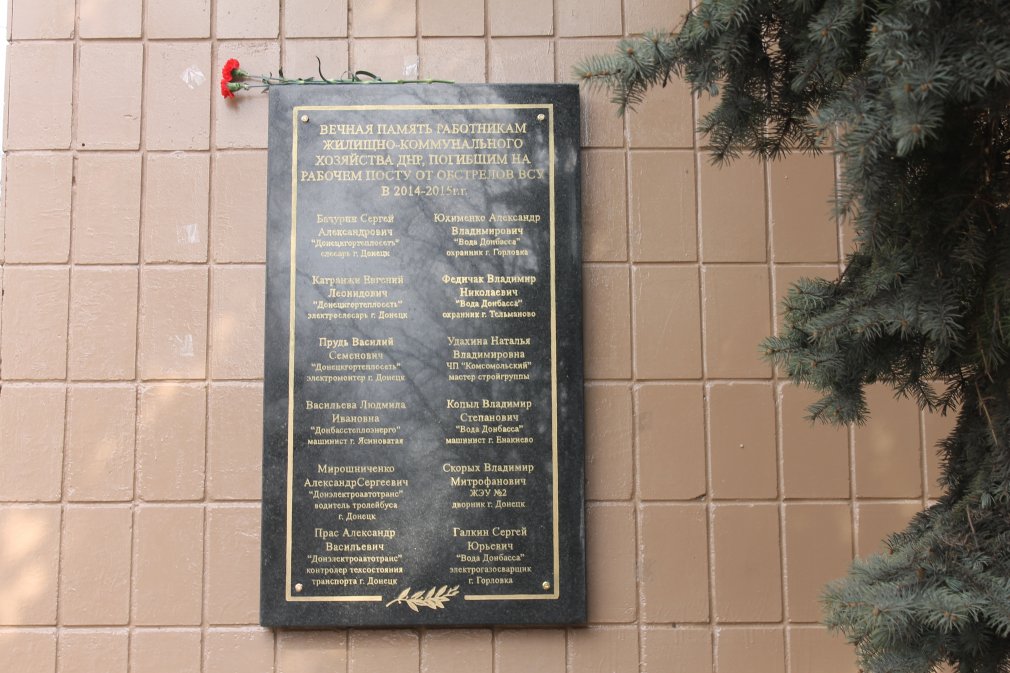 ВЕЧНАЯ ПАМЯТЬ РАБОТНИКАМ
ЖИЛИЩНО-КОММУНАЛЬНОГО
ХОЗЯЙСТВА ДНР, ПОГИБШИМ НА
РАБОЧЕМ ПОСТУ ОТ ОБСТРЕЛОВ ВСУ
В 2014-2015г.г.
Бачурин Сергей
Александрович
"Донецкгортеплосеть"
слесарь г. Донецк
Катранжи Евгений
Леонидович
"Донецкгортеплосеть"
электрослесарь г. Донецк
Прудь Василий
Семенович
"Донецкгортеплосеть"
электромонтер г. Донецк
Васильева Людмила
Ивановна
"Донбасстеплоэнерго"
машинист г. Ясиноватая
Мирошниченко
АлександрСергеевич
"Донэлектроавтотранс"
водитель тролейбуса
г. Донецк
Прас Александр
Васильевич
"Донэлектроавтотранс"
контролер техсостояния
транспорта г. Донецк
Юхименко Александр
Владимирович
"Вода Донбасса"
охранник г. Горловка
Федичак Владимир
Николаевич
"Вода Донбасса"
охранник г. Тельманово
Удахина Наталья
Владимировна
ЧП "Комсомольский"
мастер стройгруппы
Копыл Владимир
Степанович
"Вода Донбасса"
машинист г. Енакиево
Скорых Владимир
Митрофанович
ЖЭУ №2
дворник г. Донецк
Галкин Сергей
Юрьевич
"Вода Донбасса"
электрогазосварщик
г. Горловка